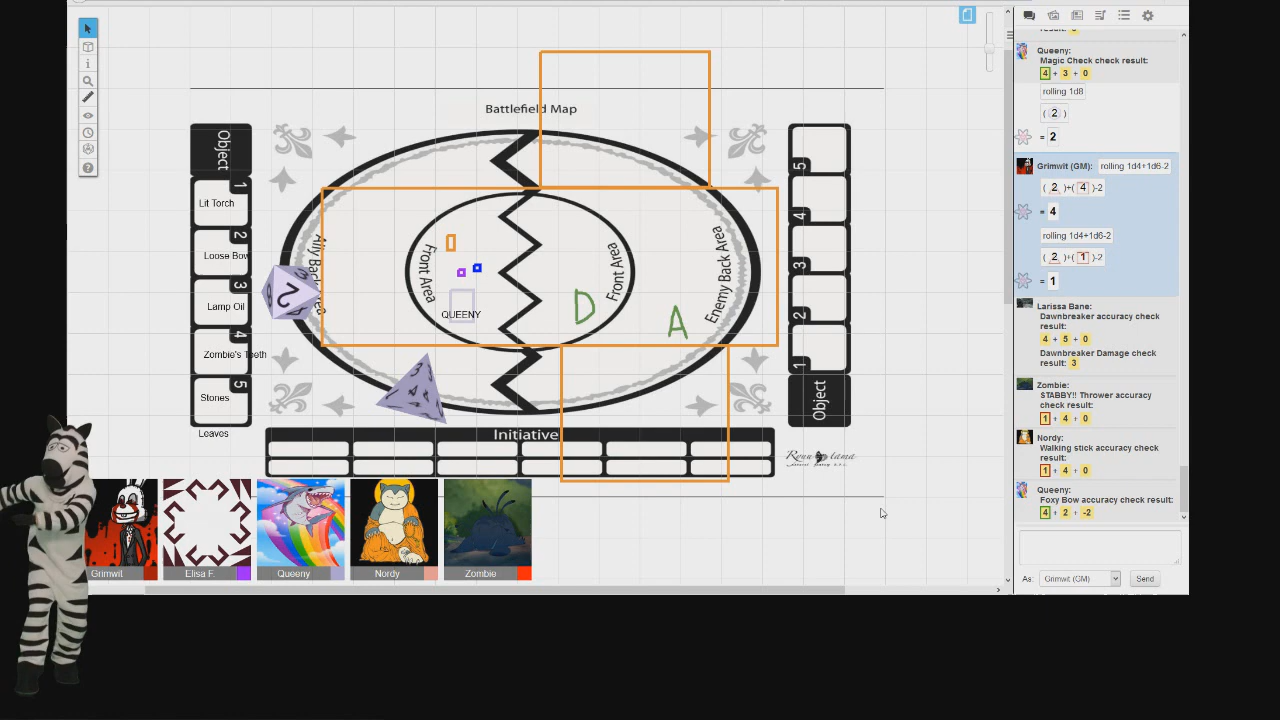 Battlefield Map
Object
1
Lit Torch
2
Loose Bow
3
Lamp Oil
4
Zombie's Teeth
5
Stones
Leaves
Ally Back Area
Front Area
QUEENY
D
Front Area
A
Enemy Back Area
5
4
3
2
1
Object
2
Initiative
Grimwit
Elisa F.
Queeny
Nordy
Zombie
Queeny:
Magic Check check result:
4 + 3 + 0
rolling 1d8
( 2 )
= 2
Grimwit (GM): rolling 1d4+1d6-2
( 2 )+( 4 )-2
= 4
rolling 1d4+1d6-2
( 2 )+( 1 )-2
= 1
Larissa Bane:
Dawnbreaker accuracy check
result:
4 + 5 + 0
Dawnbreaker Damage check
result: 3
Zombie:
STABBY!! Thrower accuracy
check result:
1 + 4 + 0
Nordy:
Walking stick accuracy check
result:
1 + 4 + 0
Queeny:
Foxy Bow accuracy check result:
4 + 2 + -2
As: Grimwit (GM) Send